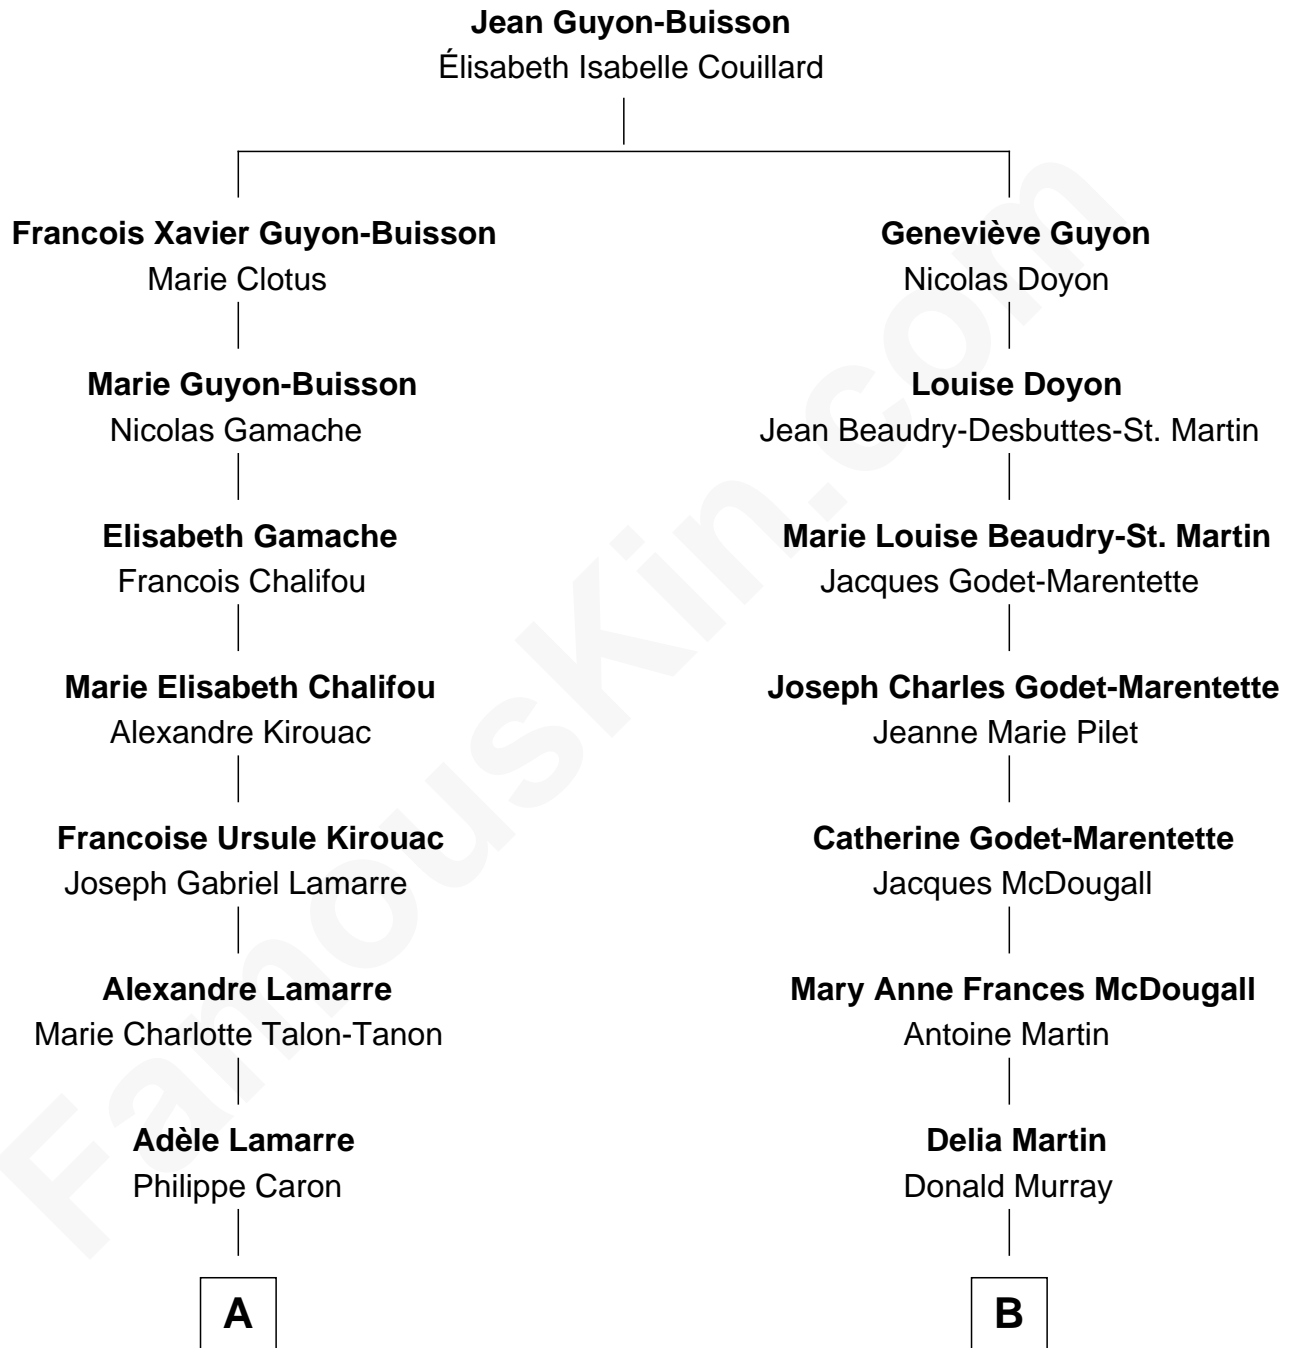 Jean Guyon-Buisson
Élisabeth Isabelle Couillard
Francois Xavier Guyon-Buisson
Marie Clotus
Geneviève Guyon
Nicolas Doyon
Marie Guyon-Buisson
Nicolas Gamache
Louise Doyon
Jean Beaudry-Desbuttes-St. Martin
Elisabeth Gamache
Francois Chalifou
Marie Louise Beaudry-St. Martin
Jacques Godet-Marentette
Marie Elisabeth Chalifou
Alexandre Kirouac
Joseph Charles Godet-Marentette
Jeanne Marie Pilet
Francoise Ursule Kirouac
Joseph Gabriel Lamarre
Catherine Godet-Marentette
Jacques McDougall
Alexandre Lamarre
Marie Charlotte Talon-Tanon
Mary Anne Frances McDougall
Antoine Martin
Adèle Lamarre
Philippe Caron
Delia Martin
Donald Murray
A
B
FamousKin.com